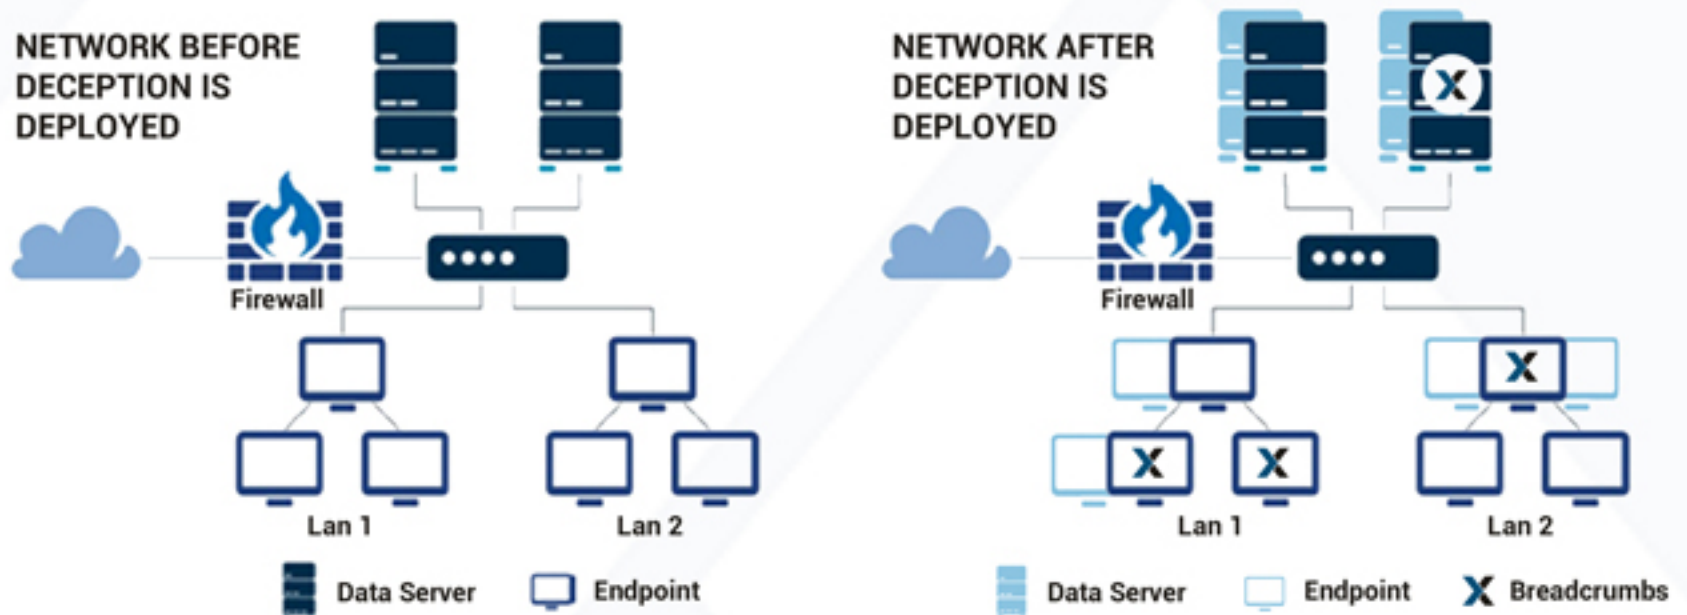 NETWORK BEFORE
DECEPTION IS
DEPLOYED
Firewall
Lan 1
Lan 2
Data Server
Endpoint
NETWORK AFTER
DECEPTION IS
DEPLOYED
X
Firewall
X
X
X
Lan 1
Lan 2
Data Server
Endpoint
X Breadcrumbs